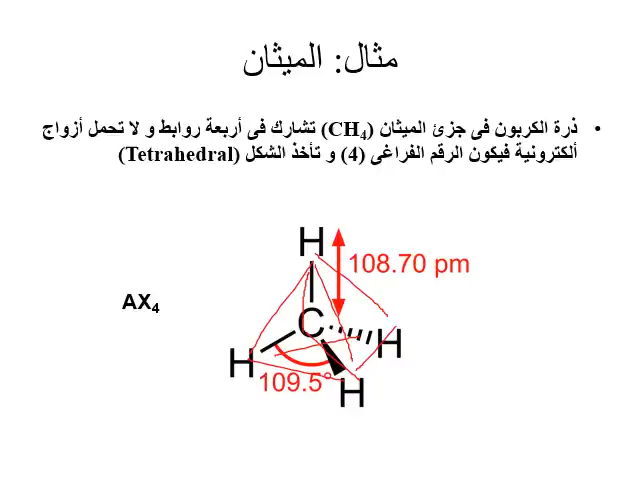 مثال: الميثان
• ذرة الكربون فى جزئ الميثان (CH4) تشارك فى أربعة روابط و لا تحمل أزواج
ألكترونية فيكون الرقم الفراغى (4) و تأخذ الشكل (Tetrahedral)
H
108.70 pm
AX4
C
H
H
109.5°
H